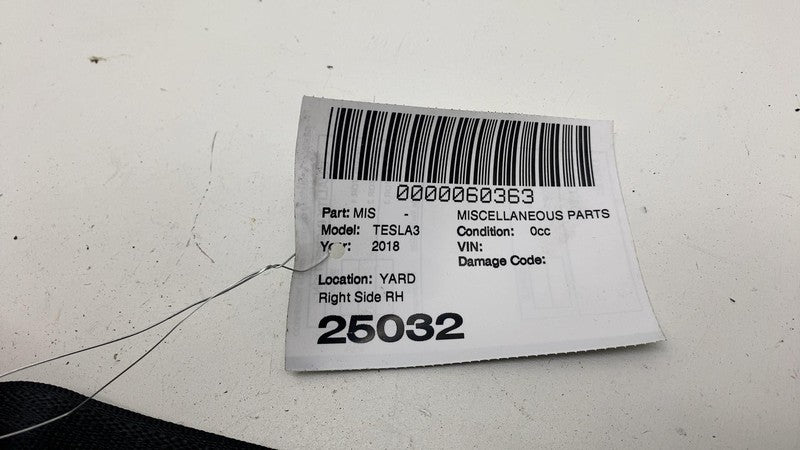 0000060363
Part: MIS - MISCELLANEOUS PARTS
Model: TESLA3 Condition: 0cc
Year: 2018 VIN:
Damage Code:
Location: YARD
Right Side RH
25032